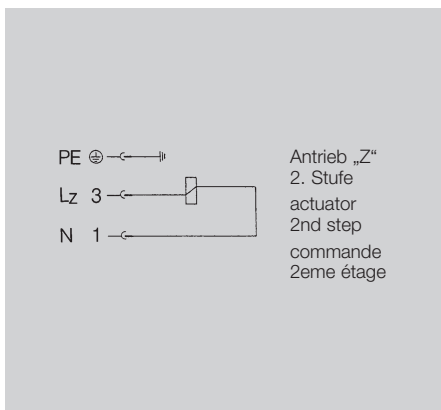 PE
Lz 3
N 1
Antrieb „Z“
2. Stufe
actuator
2nd step
commande
2eme étage